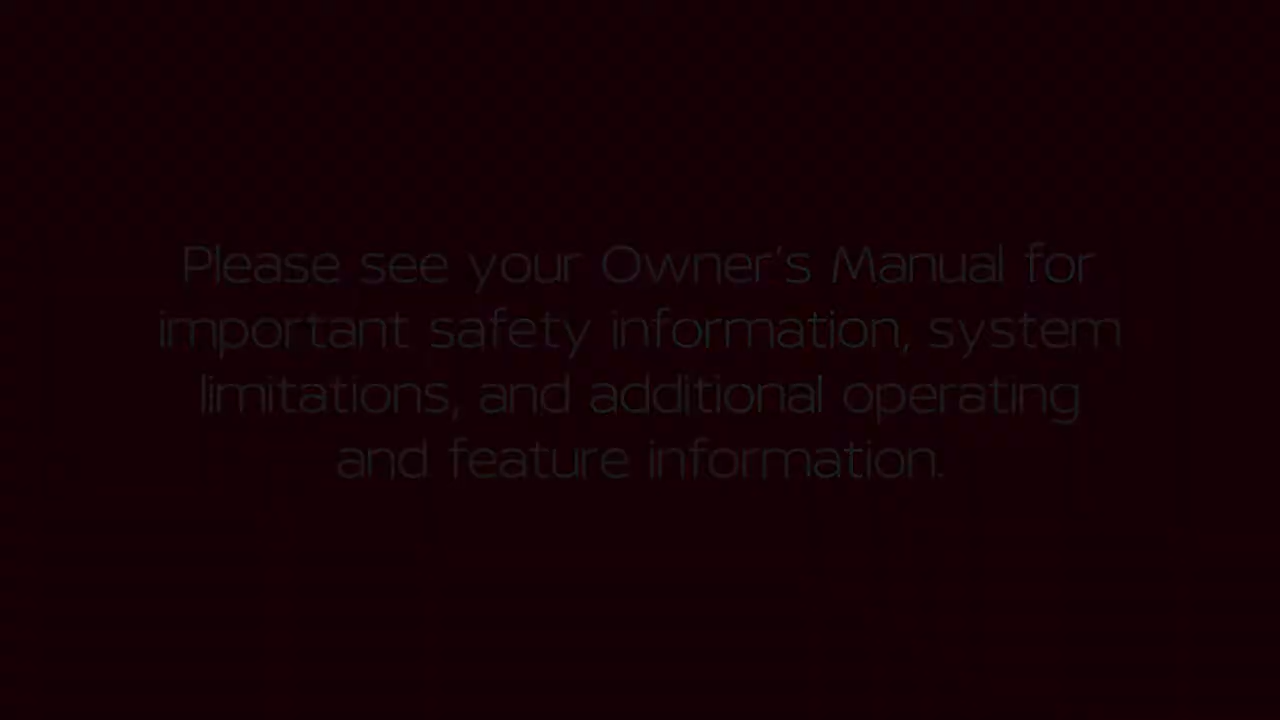 Please see your Owner's Manual for
important safety information, system
limitations, and additional operating
and feature information.